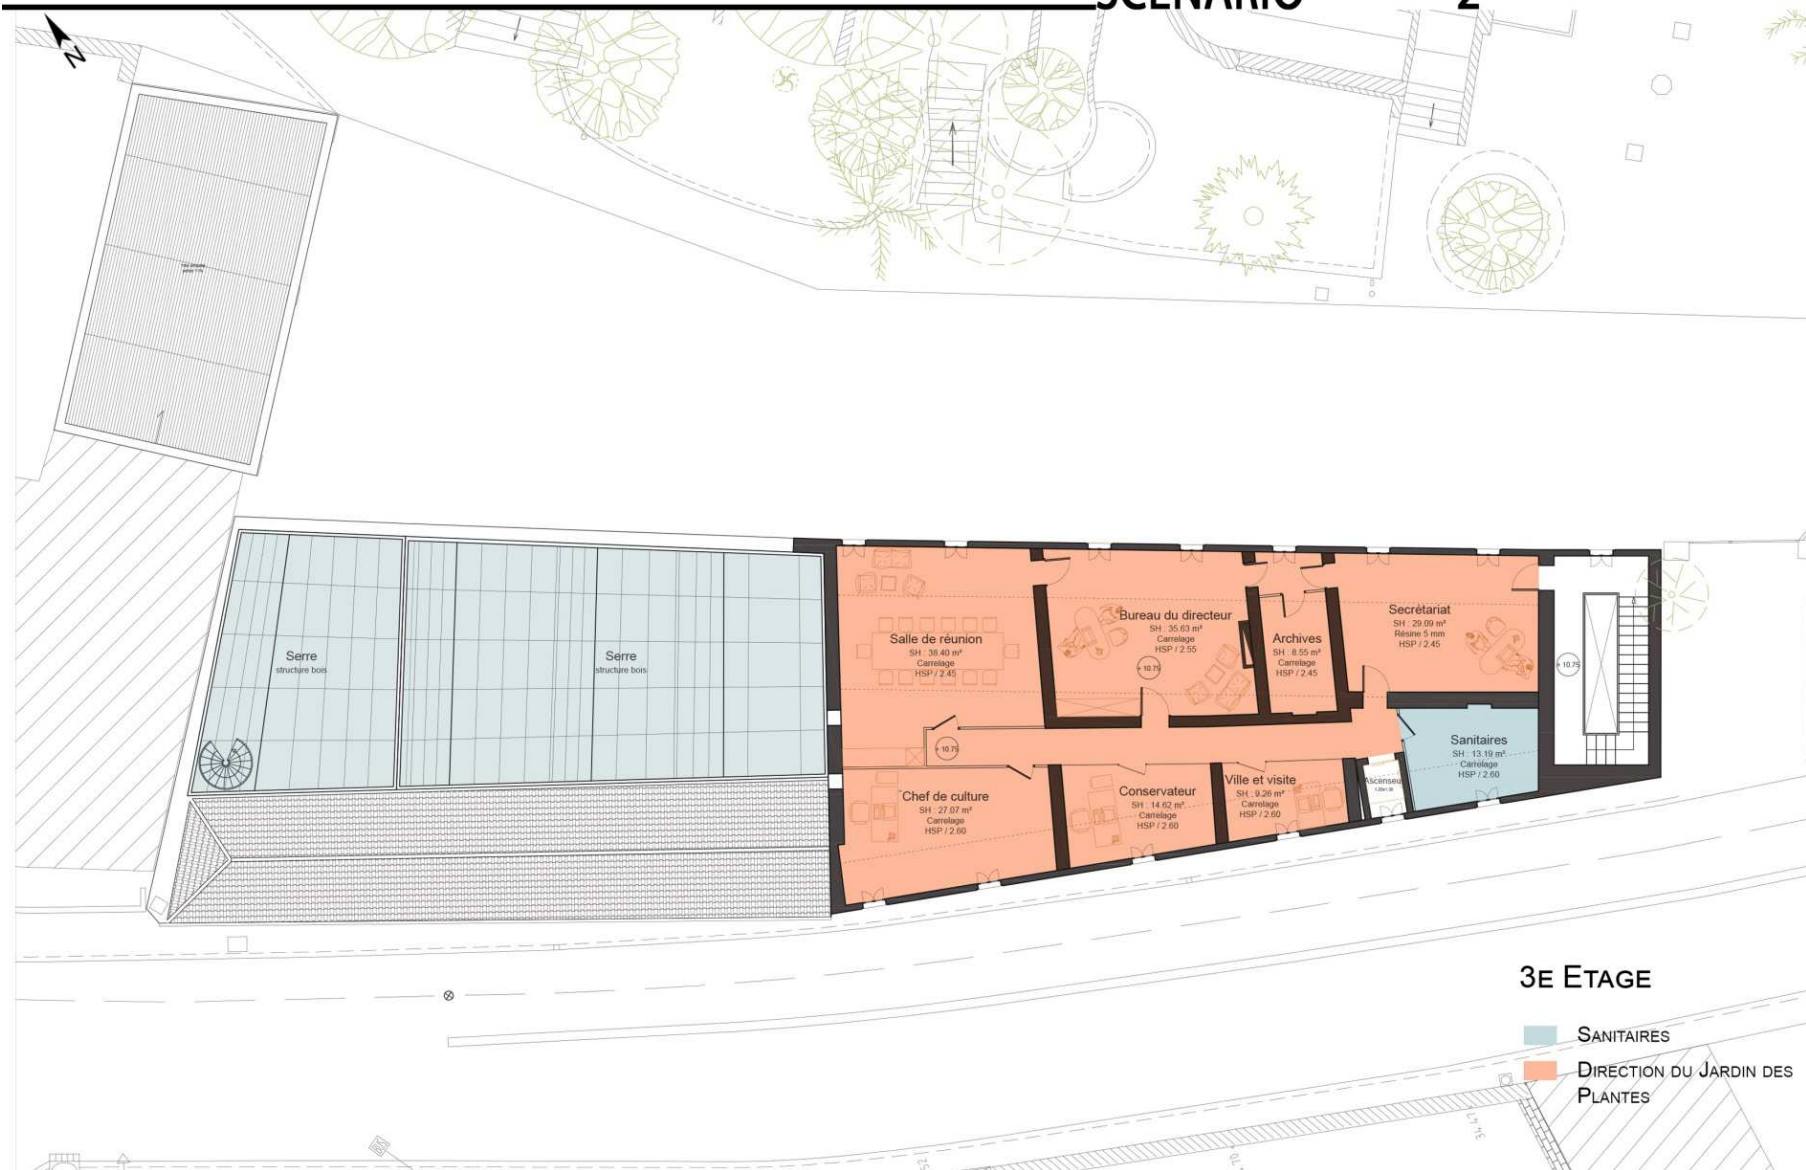 SCENARIO 2
N
Serre
structure bois
Serre
structure bois
Salle de réunion
SH : 38.40 m²
Carrelage
HSP / 2.45
Bureau du directeur
SH : 35.63 m²
Carrelage
HSP / 2.55
+ 10.75
Archives
SH : 8.55 m²
Carrelage
HSP / 2.45
Secrétariat
SH : 29.09 m²
Résine 5 mm
HSP / 2.45
+ 10.75
+ 10.75
Chef de culture
SH : 27.07 m²
Carrelage
HSP / 2.60
Conservateur
SH : 14.62 m²
Carrelage
HSP / 2.60
Ville et visite
SH : 9.26 m²
Carrelage
HSP / 2.60
Ascenseur
Sanitaires
SH : 13.19 m²
Carrelage
HSP / 2.60
3E ETAGE
SANITAIRES
DIRECTION DU JARDIN DES
PLANTES
34.47
52